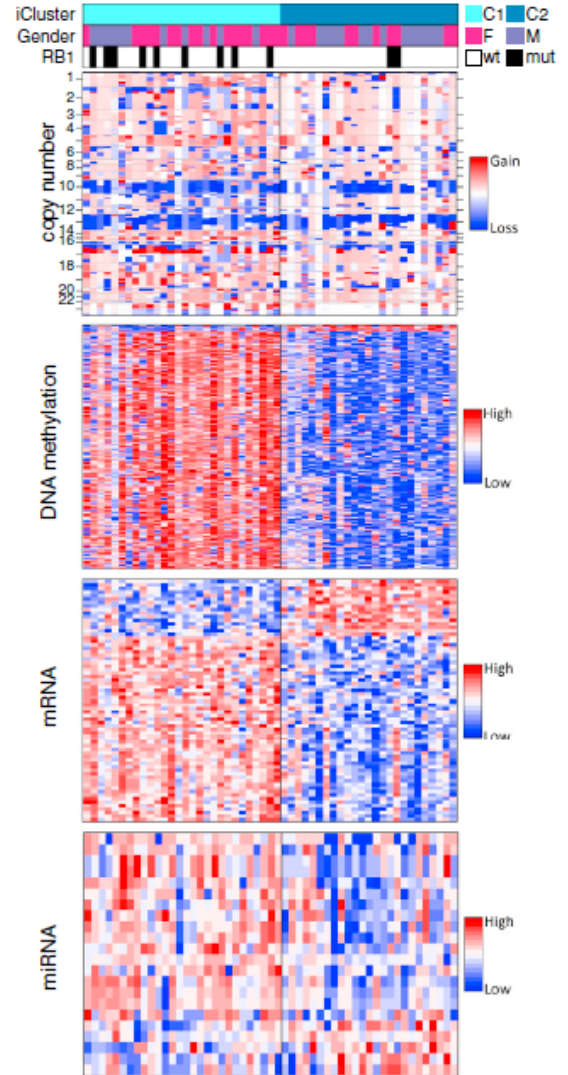 iCluster
C1 C2
Gender
F M
RB1
wt mut
copy number
1
2
3
4
6
8
10
12
14
16
18
20
22
Gain
Loss
DNA methylation
High
Low
mRNA
High
Low
miRNA
High
Low